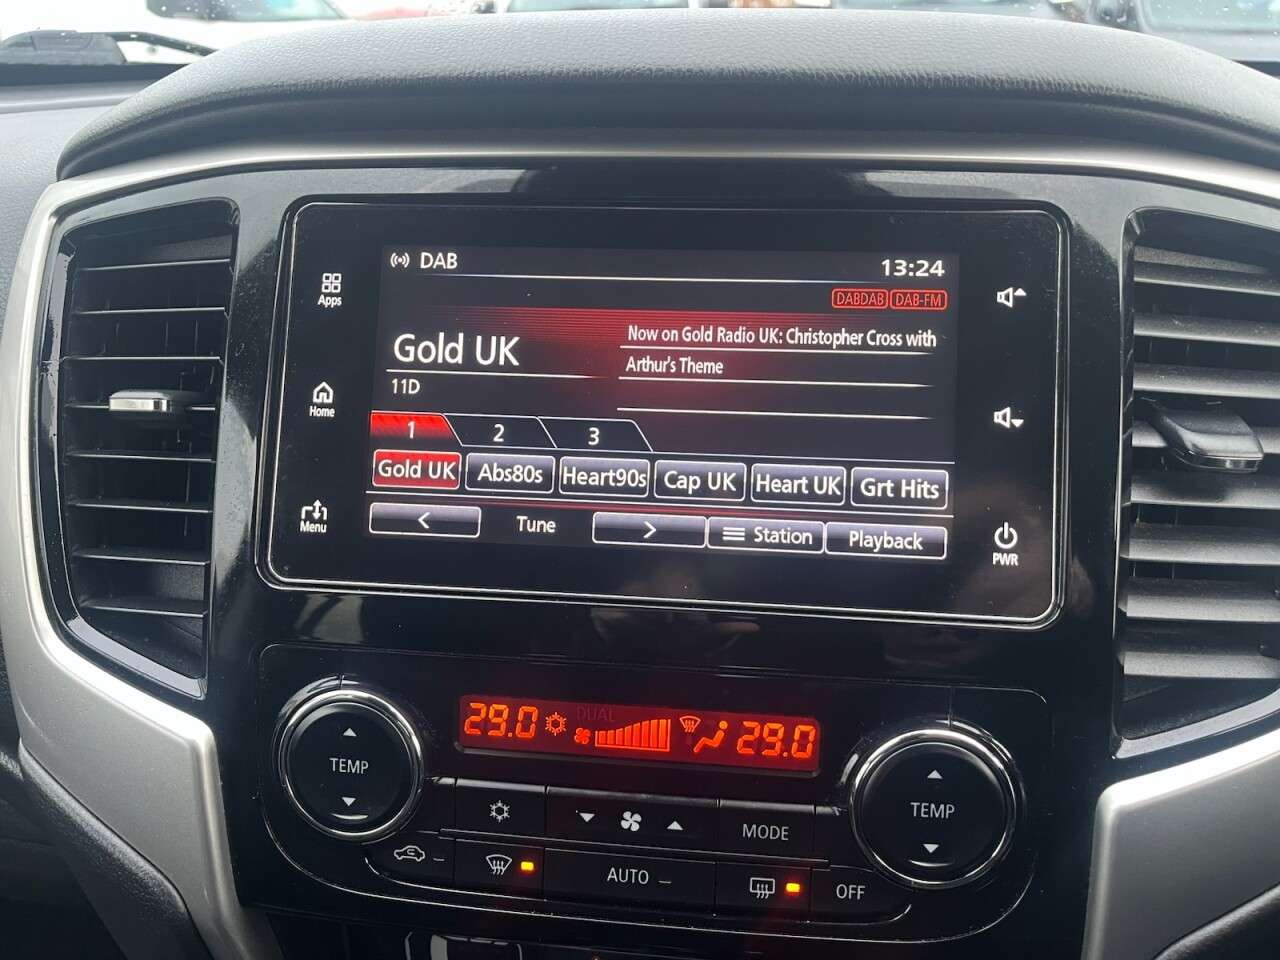 DAB
13:24
DABDAB DAB-FM
Apps
Gold UK
Now on Gold Radio UK: Christopher Cross with
Arthur's Theme
11D
Home
1 2 3
Gold UK Abs80s Heart90s Cap UK Heart UK Grt Hits
Menu
< Tune > Station Playback
PWR
29.0 DUAL 29.0
TEMP
TEMP
MODE
AUTO
OFF